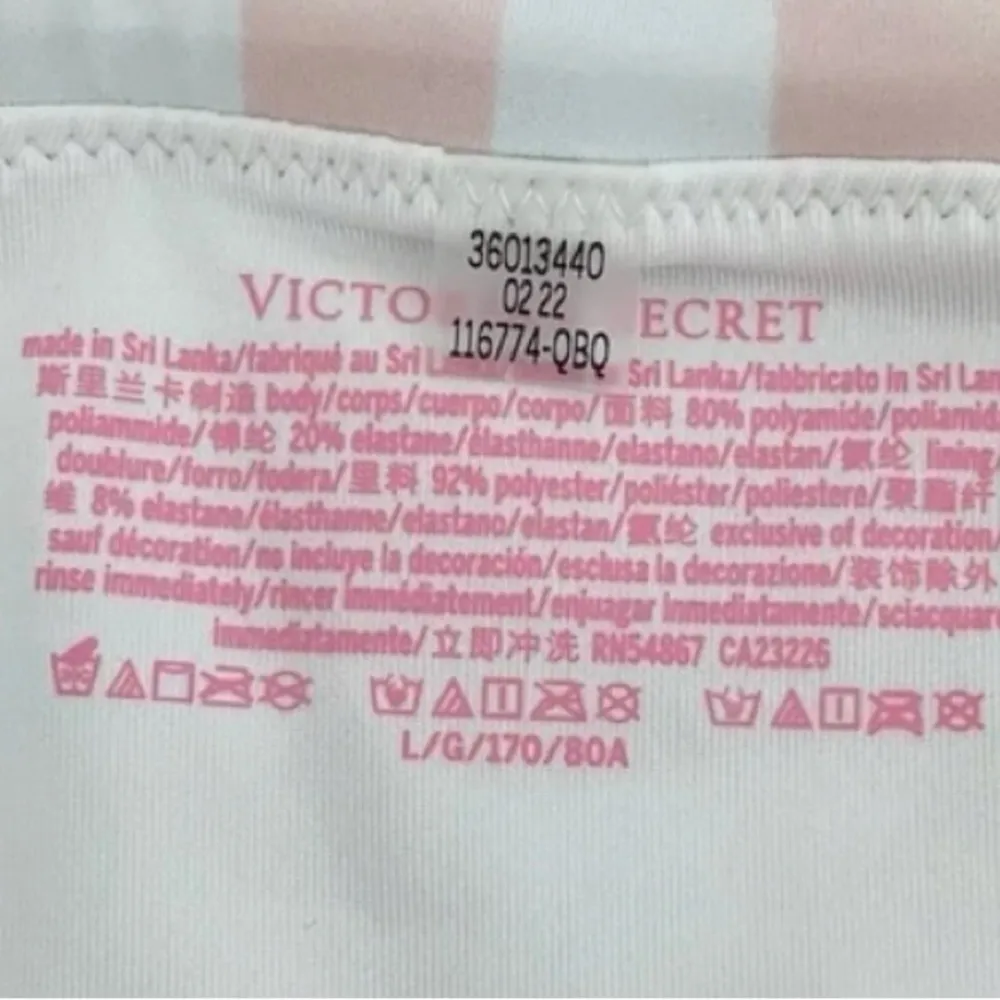 36013440
02 22
116774-QBQ
VICTO ECRET
made in Sri Lanka/fabriqué au Sri L Sri Lanka/fabbricato in Sri Lan
斯里兰卡制造 body/corps/cuerpo/corpo/面料 80% polyamide/poliamid
poliammide/锦纶 20% elastane/élasthanne/elastano/elastan/氨纶 lining/
doublure/forro/fodera/里料 92% polyester/poliéster/poliestere/聚酯纤
维 8% elastane/élasthanne/elastano/elastan/氨纶 exclusive of decoration/
sauf décoration/no incluye la decoración/esclusa la decorazione/装饰除外
rinse immediately/rincer immédiatement/enjuagar inmediatamente/sciacquare
immediatamente/立即冲洗 RN54867 CA23226
L/G/170/80A